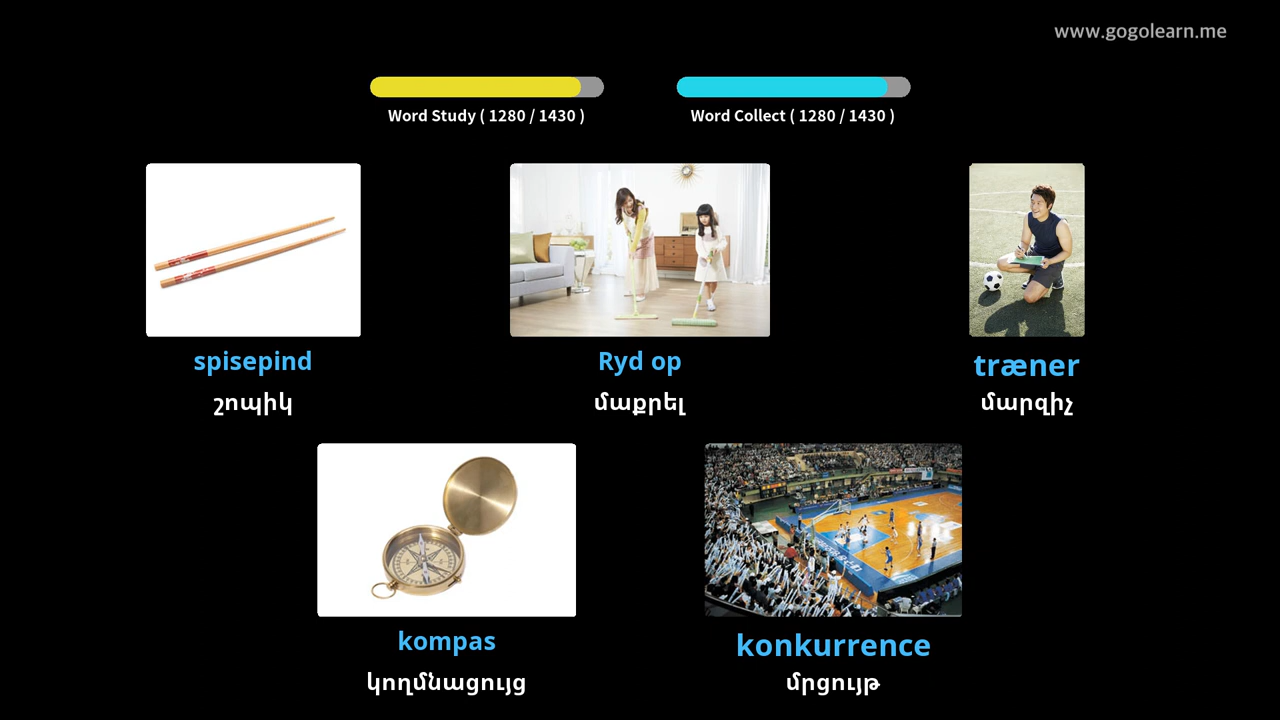 www.gogolearn.me
Word Study ( 1280 / 1430 )
Word Collect ( 1280 / 1430 )
spisepind
Ryd op
træner
շոպիկ
մաքրել
մարզիչ
kompas
konkurrence
կողմնացույց
մրցույթ